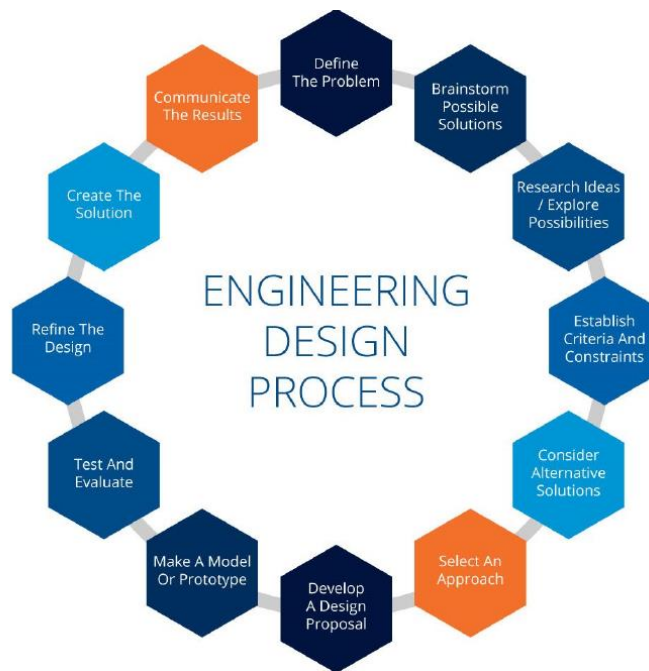 Define
The Problem
Brainstorm
Possible
Solutions
Research Ideas
/ Explore
Possibilities
Establish
Criteria And
Constraints
Consider
Alternative
Solutions
Select An
Approach
Develop
A Design
Proposal
Make A Model
Or Prototype
Test And
Evaluate
Refine The
Design
Create The
Solution
Communicate
The Results
ENGINEERING
DESIGN
PROCESS